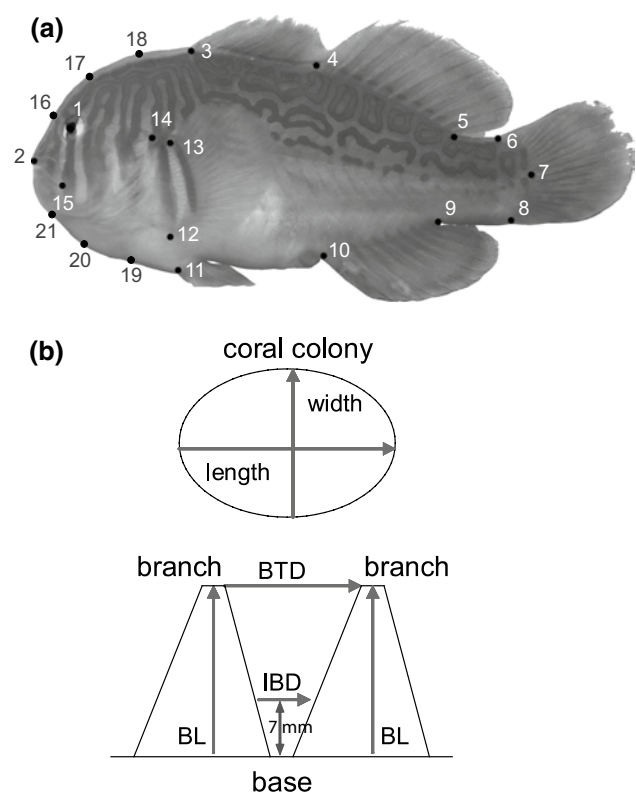 (a)
18
3
4
17
16
1
14
13
5
6
2
7
15
21
9
8
12
20
10
19
11
(b)
coral colony
width
length
branch
BTD
branch
IBD
7 mm
BL
BL
base